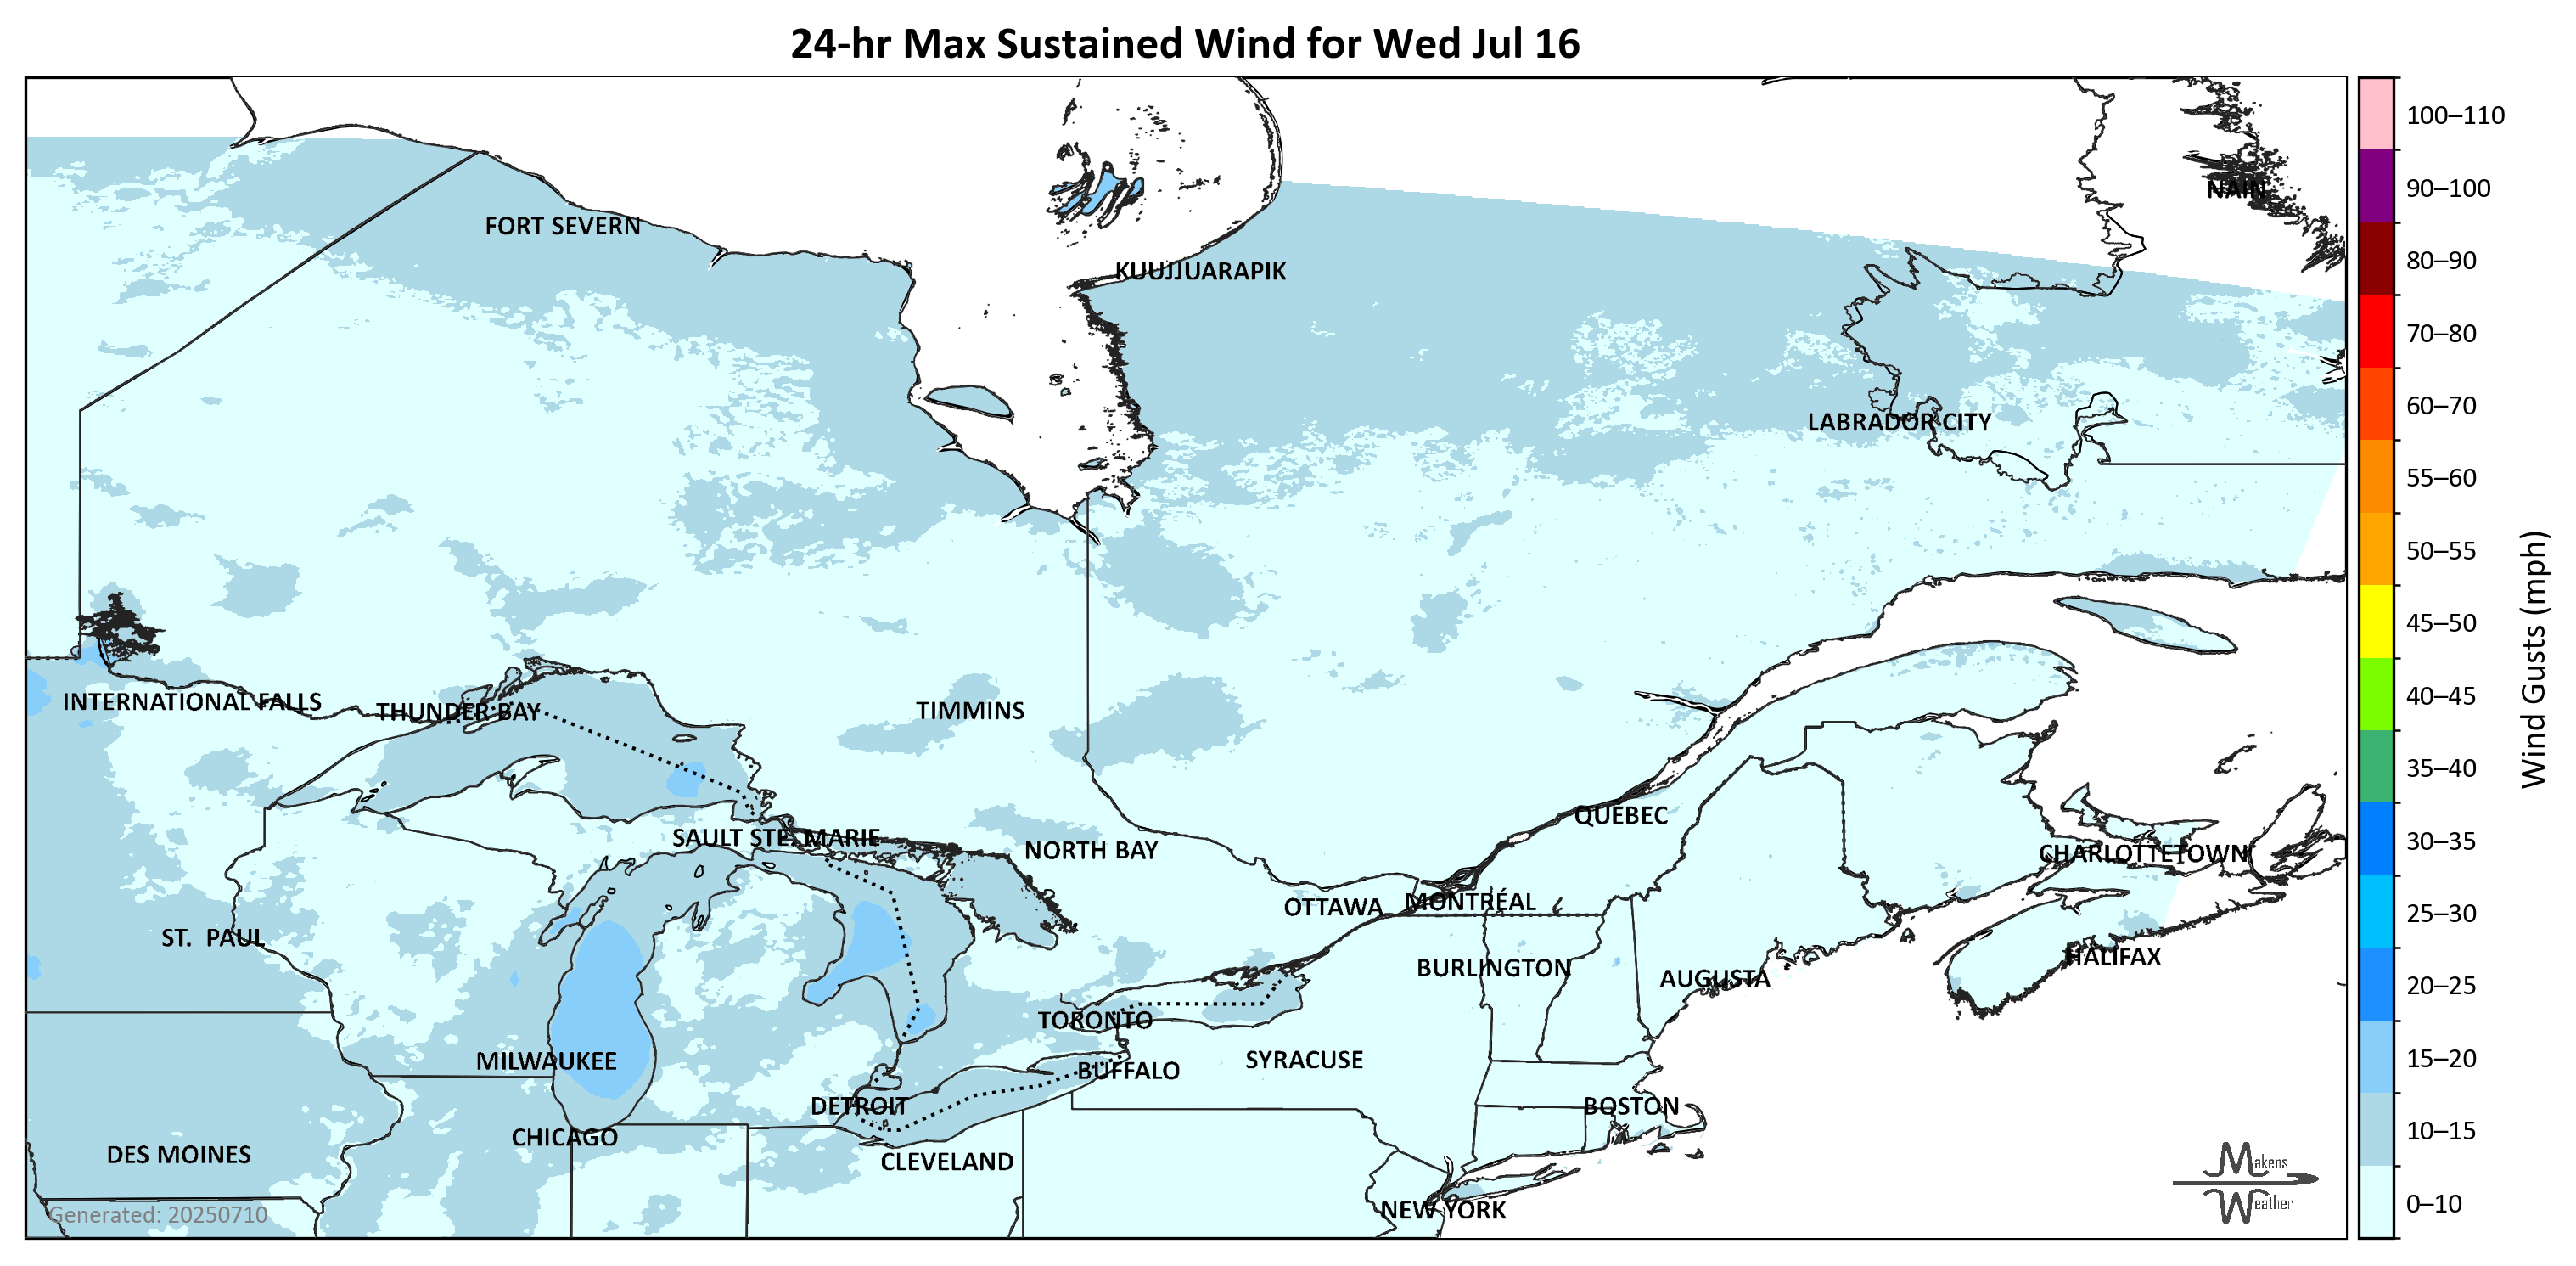 24-hr Max Sustained Wind for Wed Jul 16
100–110
90–100
NAIN
FORT SEVERN
80–90
KUUJJUARAPIK
70–80
60–70
LABRADOR CITY
55–60
50–55
45–50
Wind Gusts (mph)
40–45
INTERNATIONAL FALLS
THUNDER BAY
TIMMINS
35–40
QUEBEC
SAULT STE. MARIE
30–35
NORTH BAY
CHARLOTTETOWN
OTTAWA
MONTRÉAL
25–30
ST. PAUL
HALIFAX
BURLINGTON
AUGUSTA
20–25
TORONTO
MILWAUKEE
SYRACUSE
15–20
BUFFALO
DETROIT
BOSTON
CHICAGO
10–15
DES MOINES
CLEVELAND
Makens
Weather
0–10
NEW YORK
Generated: 20250710